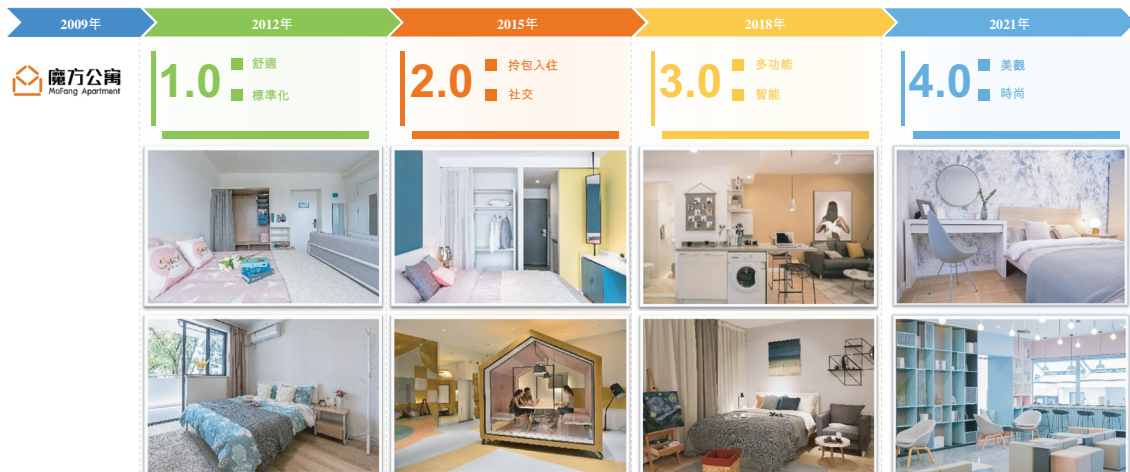 2009年
2012年
2015年
2018年
2021年
魔方公寓
MoFang Apartment
1.0
舒適
標準化
2.0
拎包入住
社交
3.0
多功能
智能
4.0
美觀
時尚